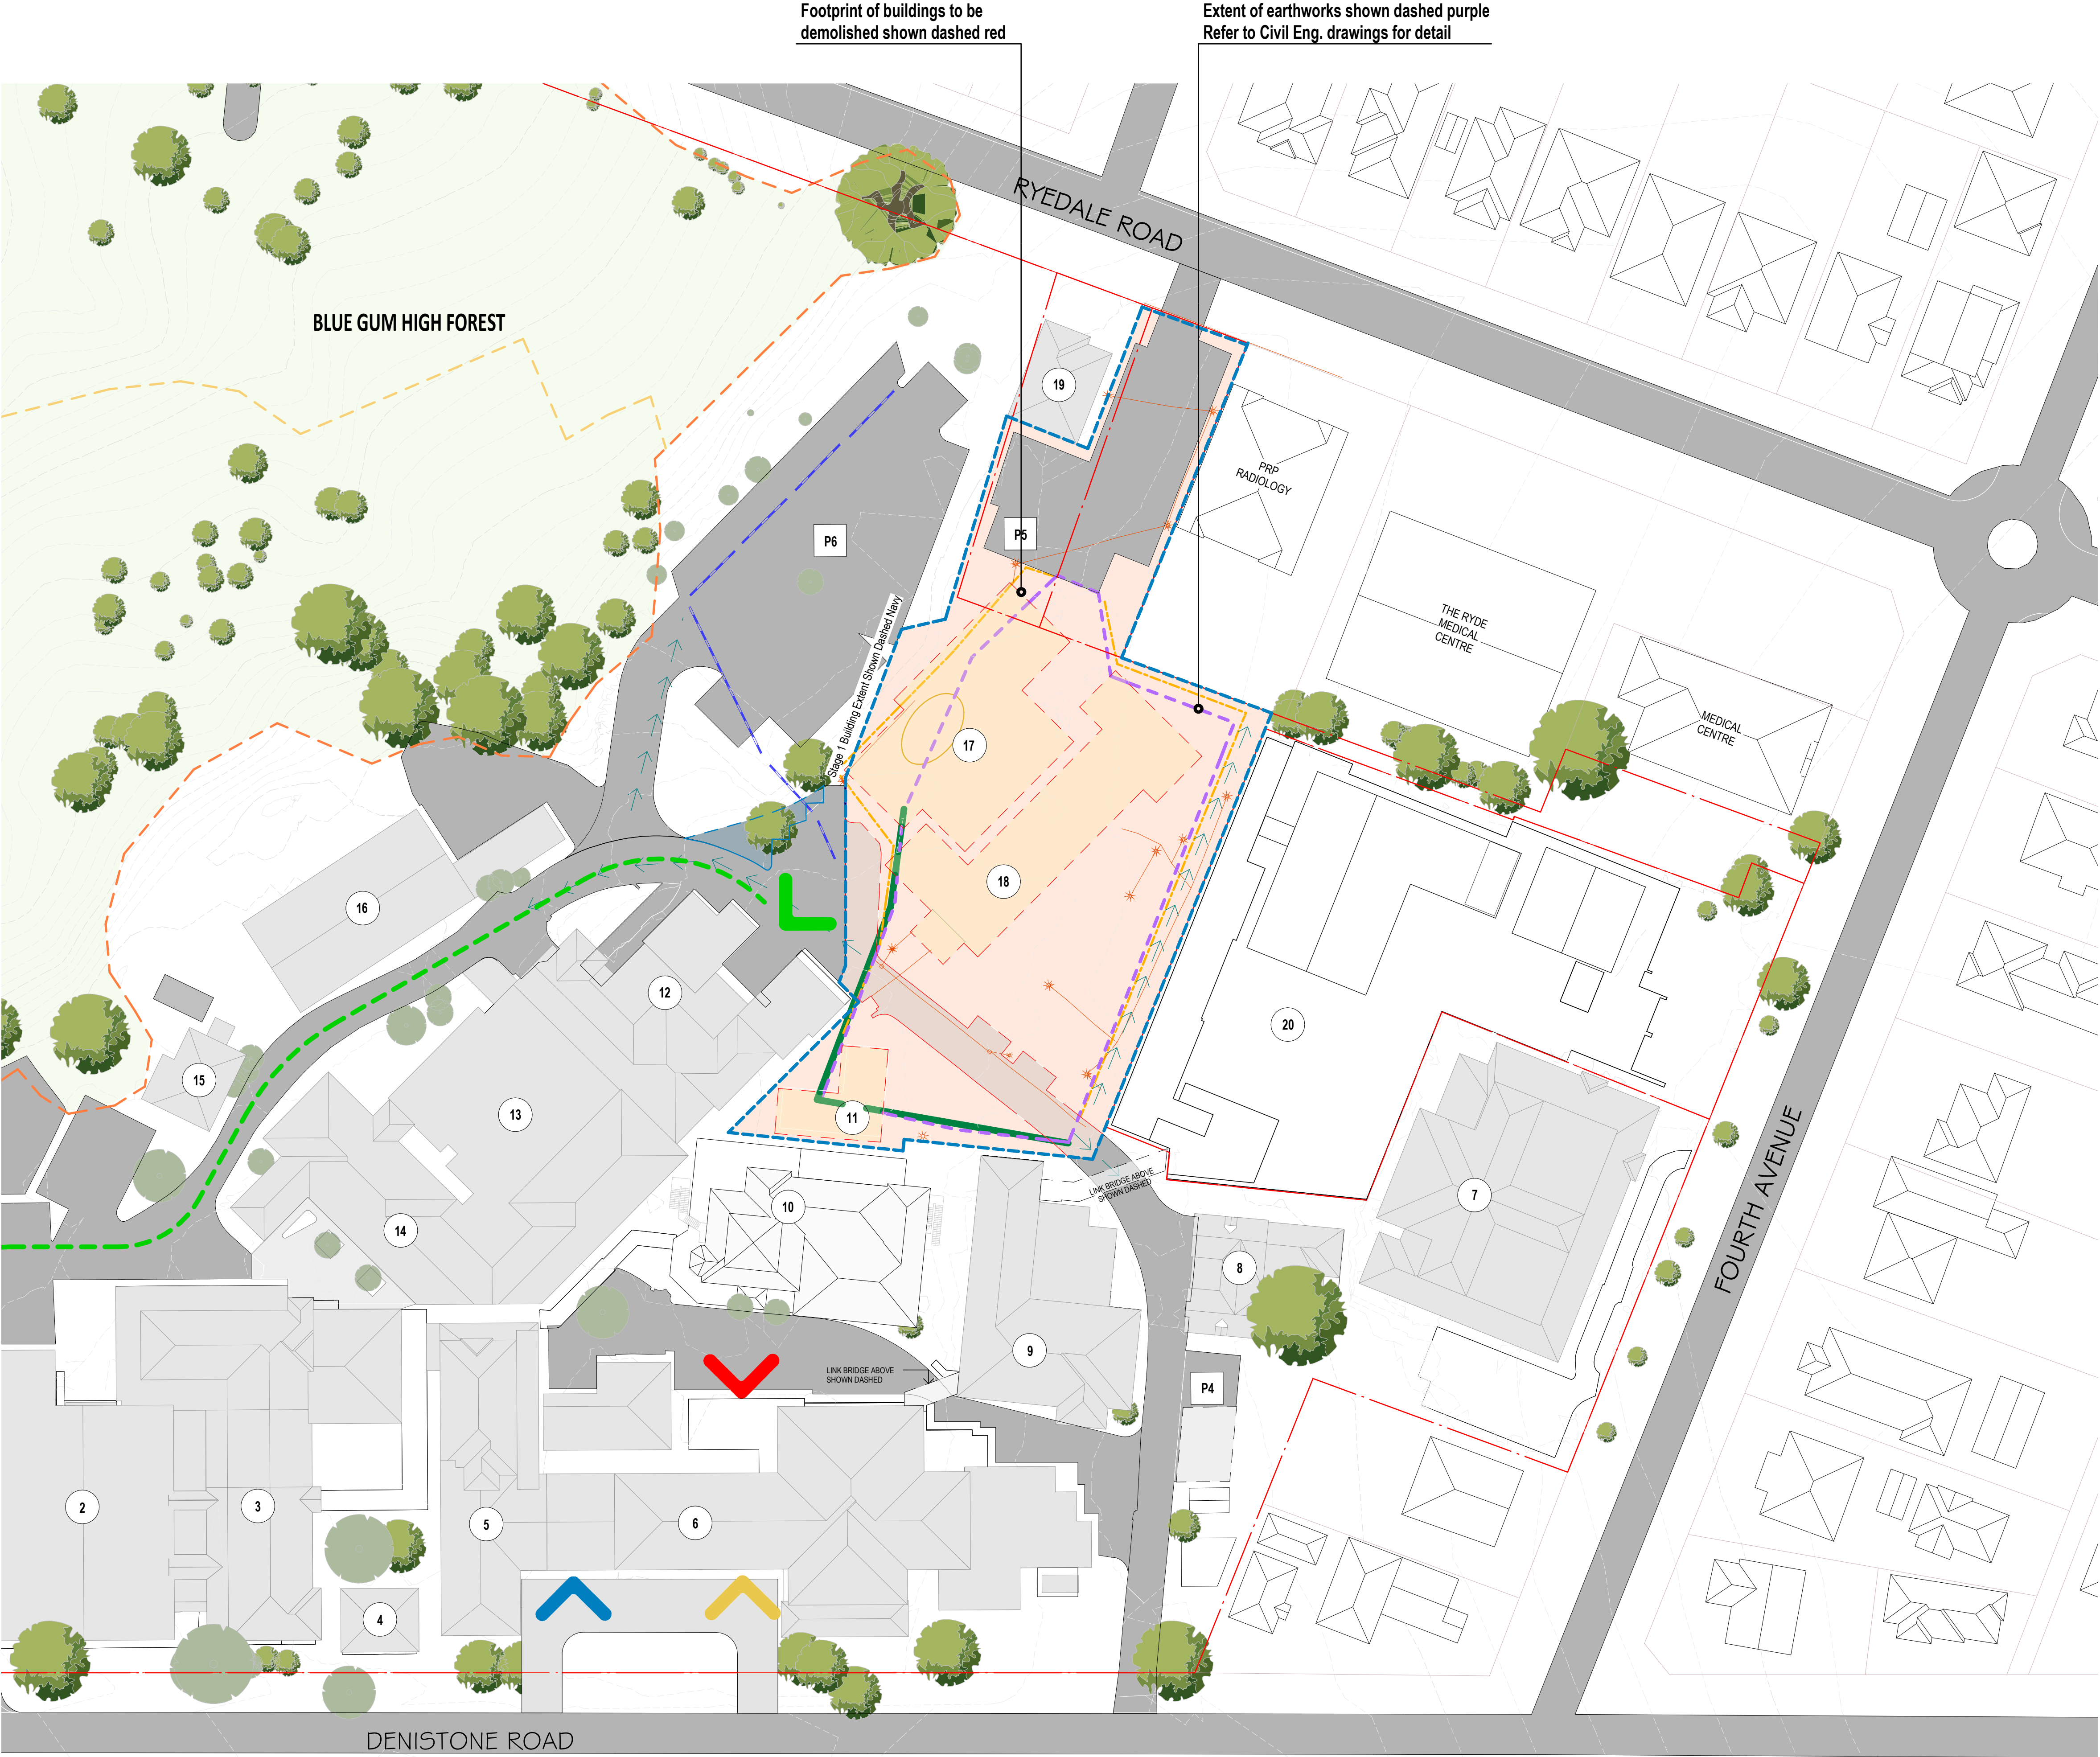 Footprint of buildings to be
demolished shown dashed red
Extent of earthworks shown dashed purple
Refer to Civil Eng. drawings for detail
RYEDALE ROAD
BLUE GUM HIGH FOREST
19
PRP
RADIOLOGY
P6
P5
THE RYDE
MEDICAL
CENTRE
Stage 1 Building Extent Shown Dashed Navy
MEDICAL
CENTRE
17
18
16
12
20
15
13
11
LINK BRIDGE ABOVE
SHOWN DASHED
FOURTH AVENUE
14
10
7
8
9
LINK BRIDGE ABOVE
SHOWN DASHED
P4
2
3
5
6
4
DENISTONE ROAD